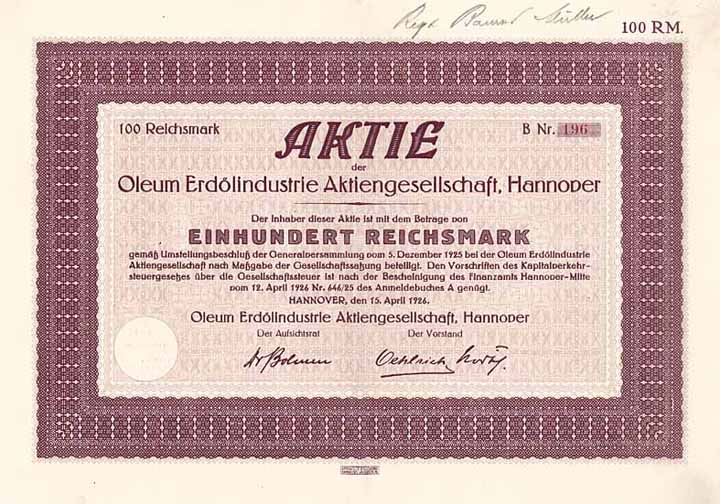 100 RM.
100 Reichsmark
AKTIE
B Nr. 196
der
Oleum Erdölindustrie Aktiengesellschaft, Hannover
Der Inhaber dieser Aktie ist mit dem Betrage von
EINHUNDERT REICHSMARK
gemäß Umstellungsbeschluß der Generalversammlung vom 5. Dezember 1925 bei der Oleum Erdölindustrie
Aktiengesellschaft nach Maßgabe der Gesellschaftssatzung beteiligt. Den Vorschriften des Kapitalverkehr-
steuergesetzes über die Gesellschaftsteuer ist nach der Bescheinigung des Finanzamts Hannover-Mitte
vom 12. April 1926 Nr. 646/25 des Anmeldebuches A genügt.
HANNOVER, den 15. April 1926.
Oleum Erdölindustrie Aktiengesellschaft, Hannover
Der Aufsichtsrat
Der Vorstand